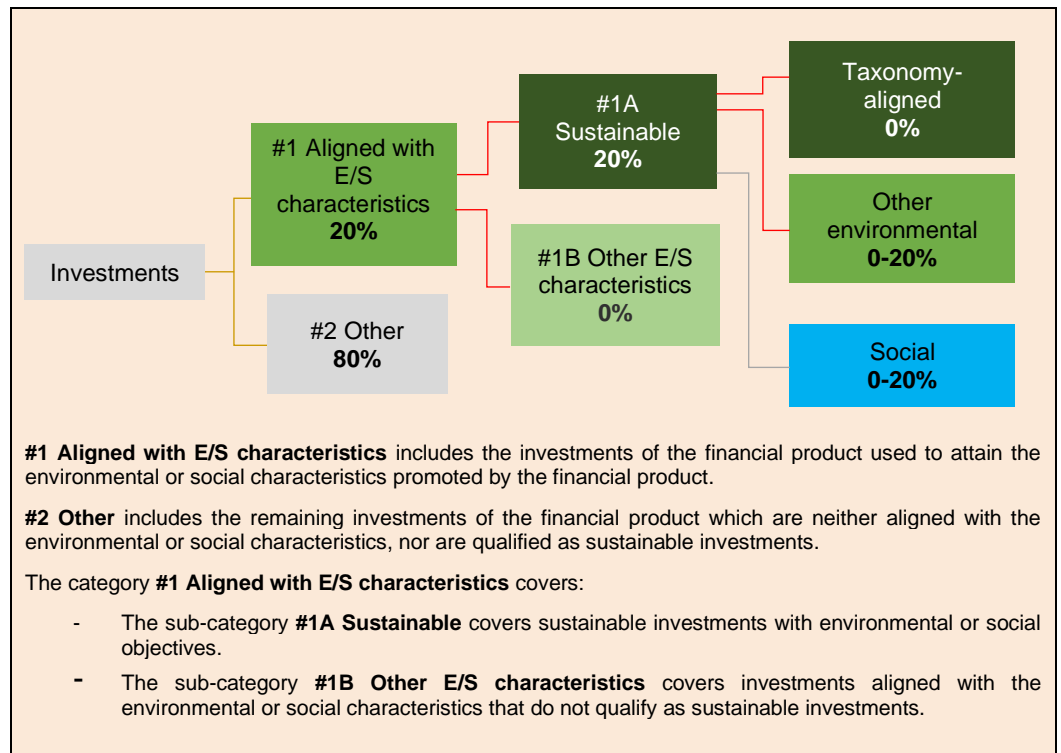 Investments
#1 Aligned with
E/S
characteristics
20%
#2 Other
80%
#1A
Sustainable
20%
#1B Other E/S
characteristics
0%
Taxonomy-
aligned
0%
Other
environmental
0-20%
Social
0-20%
#1 Aligned with E/S characteristics includes the investments of the financial product used to attain the
environmental or social characteristics promoted by the financial product.
#2 Other includes the remaining investments of the financial product which are neither aligned with the
environmental or social characteristics, nor are qualified as sustainable investments.
The category #1 Aligned with E/S characteristics covers:
- The sub-category #1A Sustainable covers sustainable investments with environmental or social
objectives.
- The sub-category #1B Other E/S characteristics covers investments aligned with the
environmental or social characteristics that do not qualify as sustainable investments.